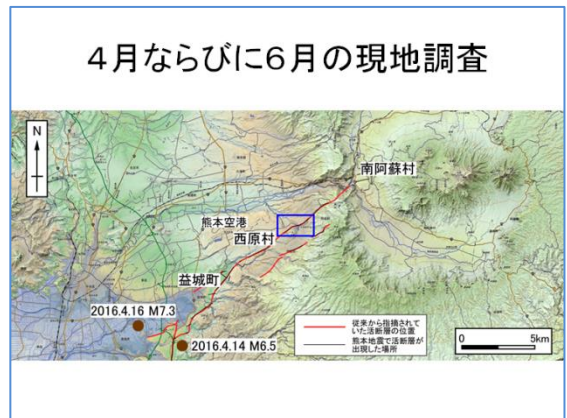 ４月ならびに６月の現地調査
N
南阿蘇村
熊本空港
西原村
益城町
2016.4.16 M7.3
2016.4.14 M6.5
従来から指摘されて
いた活断層の位置
熊本地震で活断層が
出現した場所
0 5km